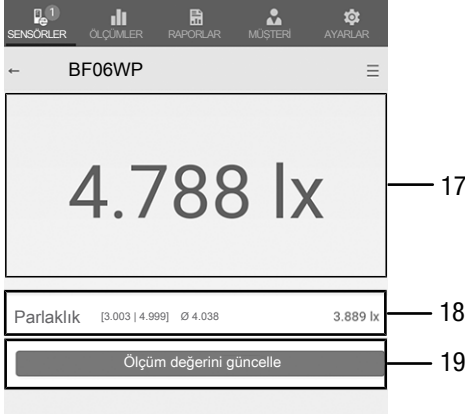 1
SENSÖRLER ÖLÇÜMLER RAPORLAR MÜŞTERİ AYARLAR
← BF06WP ☰
4.788 lx
17
Parlaklık [3.003 | 4.999] Ø 4.038 3.889 lx
18
Ölçüm değerini güncelle
19